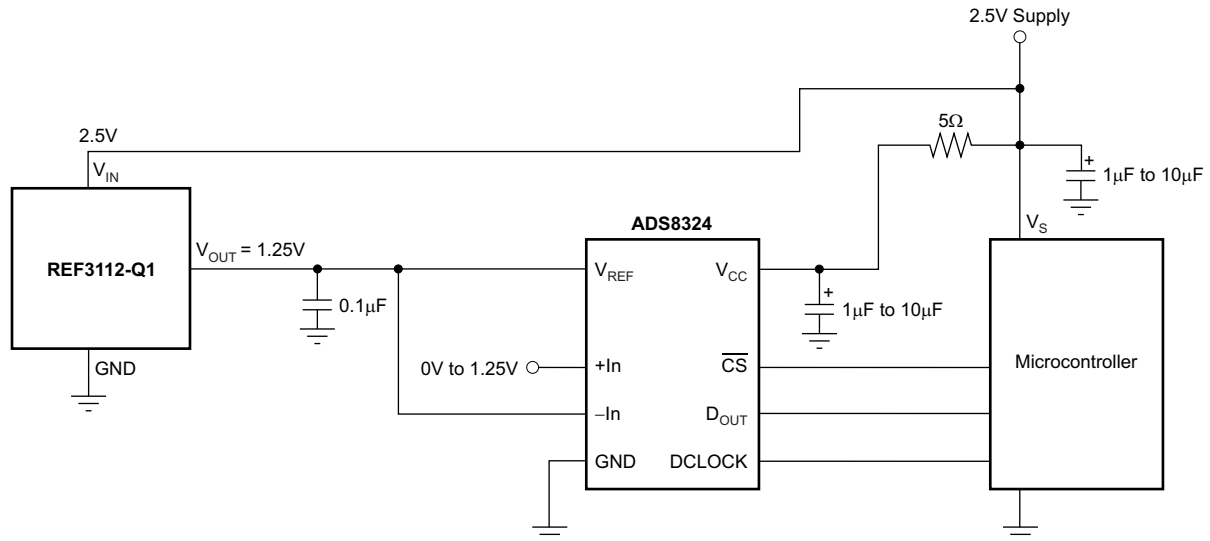 2.5V Supply
2.5V
5Ω
V_IN
+
1μF to 10μF
V_S
ADS8324
REF3112-Q1
V_OUT = 1.25V
V_REF
V_CC
+
0.1μF
1μF to 10μF
GND
0V to 1.25V
+In
C̅S̅
Microcontroller
–In
D_OUT
GND
DCLOCK